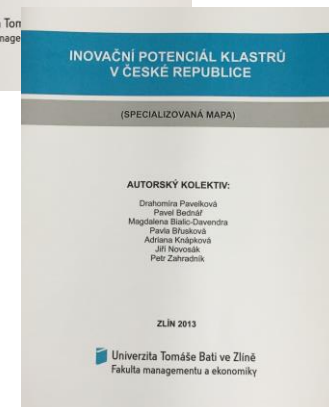 INOVAČNÍ POTENCIÁL KLASTRŮ
V ČESKÉ REPUBLICE
(SPECIALIZOVANÁ MAPA)
AUTORSKÝ KOLEKTIV:
Drahomíra Pavelková
Pavel Bednář
Magdalena Bialic-Davendra
Pavla Břusková
Adriana Knápková
Jiří Novosák
Petr Zahradník
ZLÍN 2013
Univerzita Tomáše Bati ve Zlíně
Fakulta managementu a ekonomiky